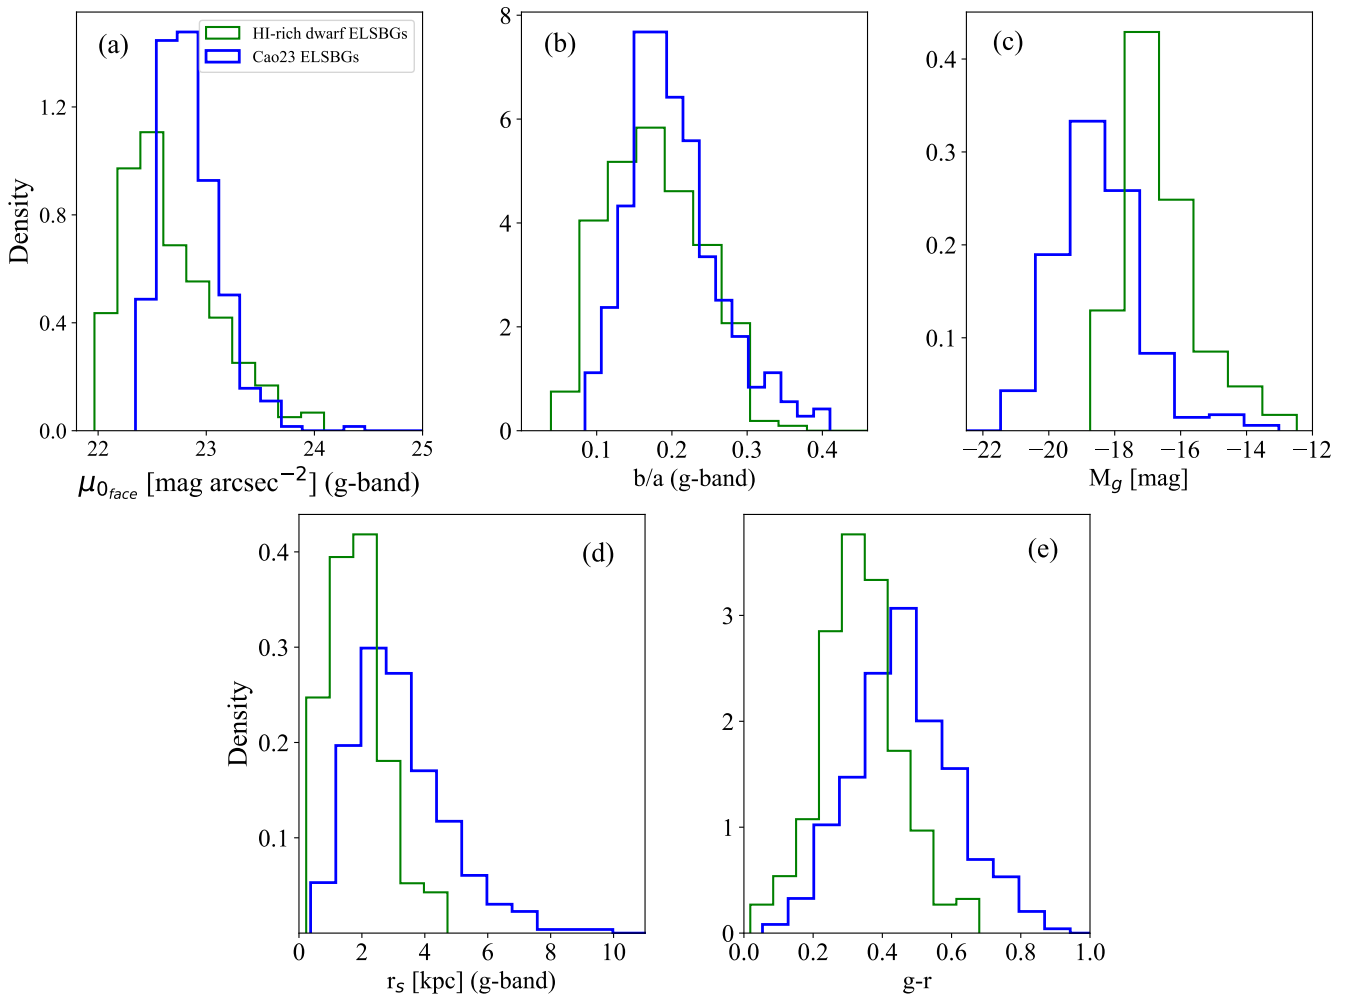 (a)
HI-rich dwarf ELSBGs
Cao23 ELSBGs
Density
1.2
0.8
0.4
0.0
22 23 24 25
μ₀face [mag arcsec⁻²] (g-band)
(b)
8
6
4
2
0
0.1 0.2 0.3 0.4
b/a (g-band)
(c)
0.4
0.3
0.2
0.1
−22 −20 −18 −16 −14 −12
M_g [mag]
(d)
Density
0.4
0.3
0.2
0.1
0 2 4 6 8 10
r_s [kpc] (g-band)
(e)
3
2
1
0
0.0 0.2 0.4 0.6 0.8 1.0
g-r